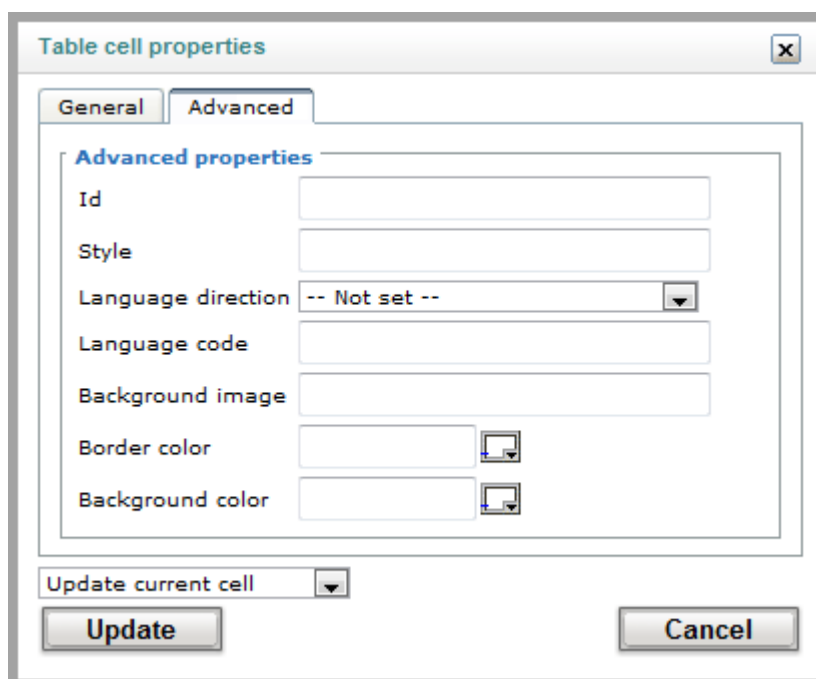 Table cell properties
General Advanced
Advanced properties
Id
Style
Language direction -- Not set --
Language code
Background image
Border color
Background color
Update current cell
Update Cancel